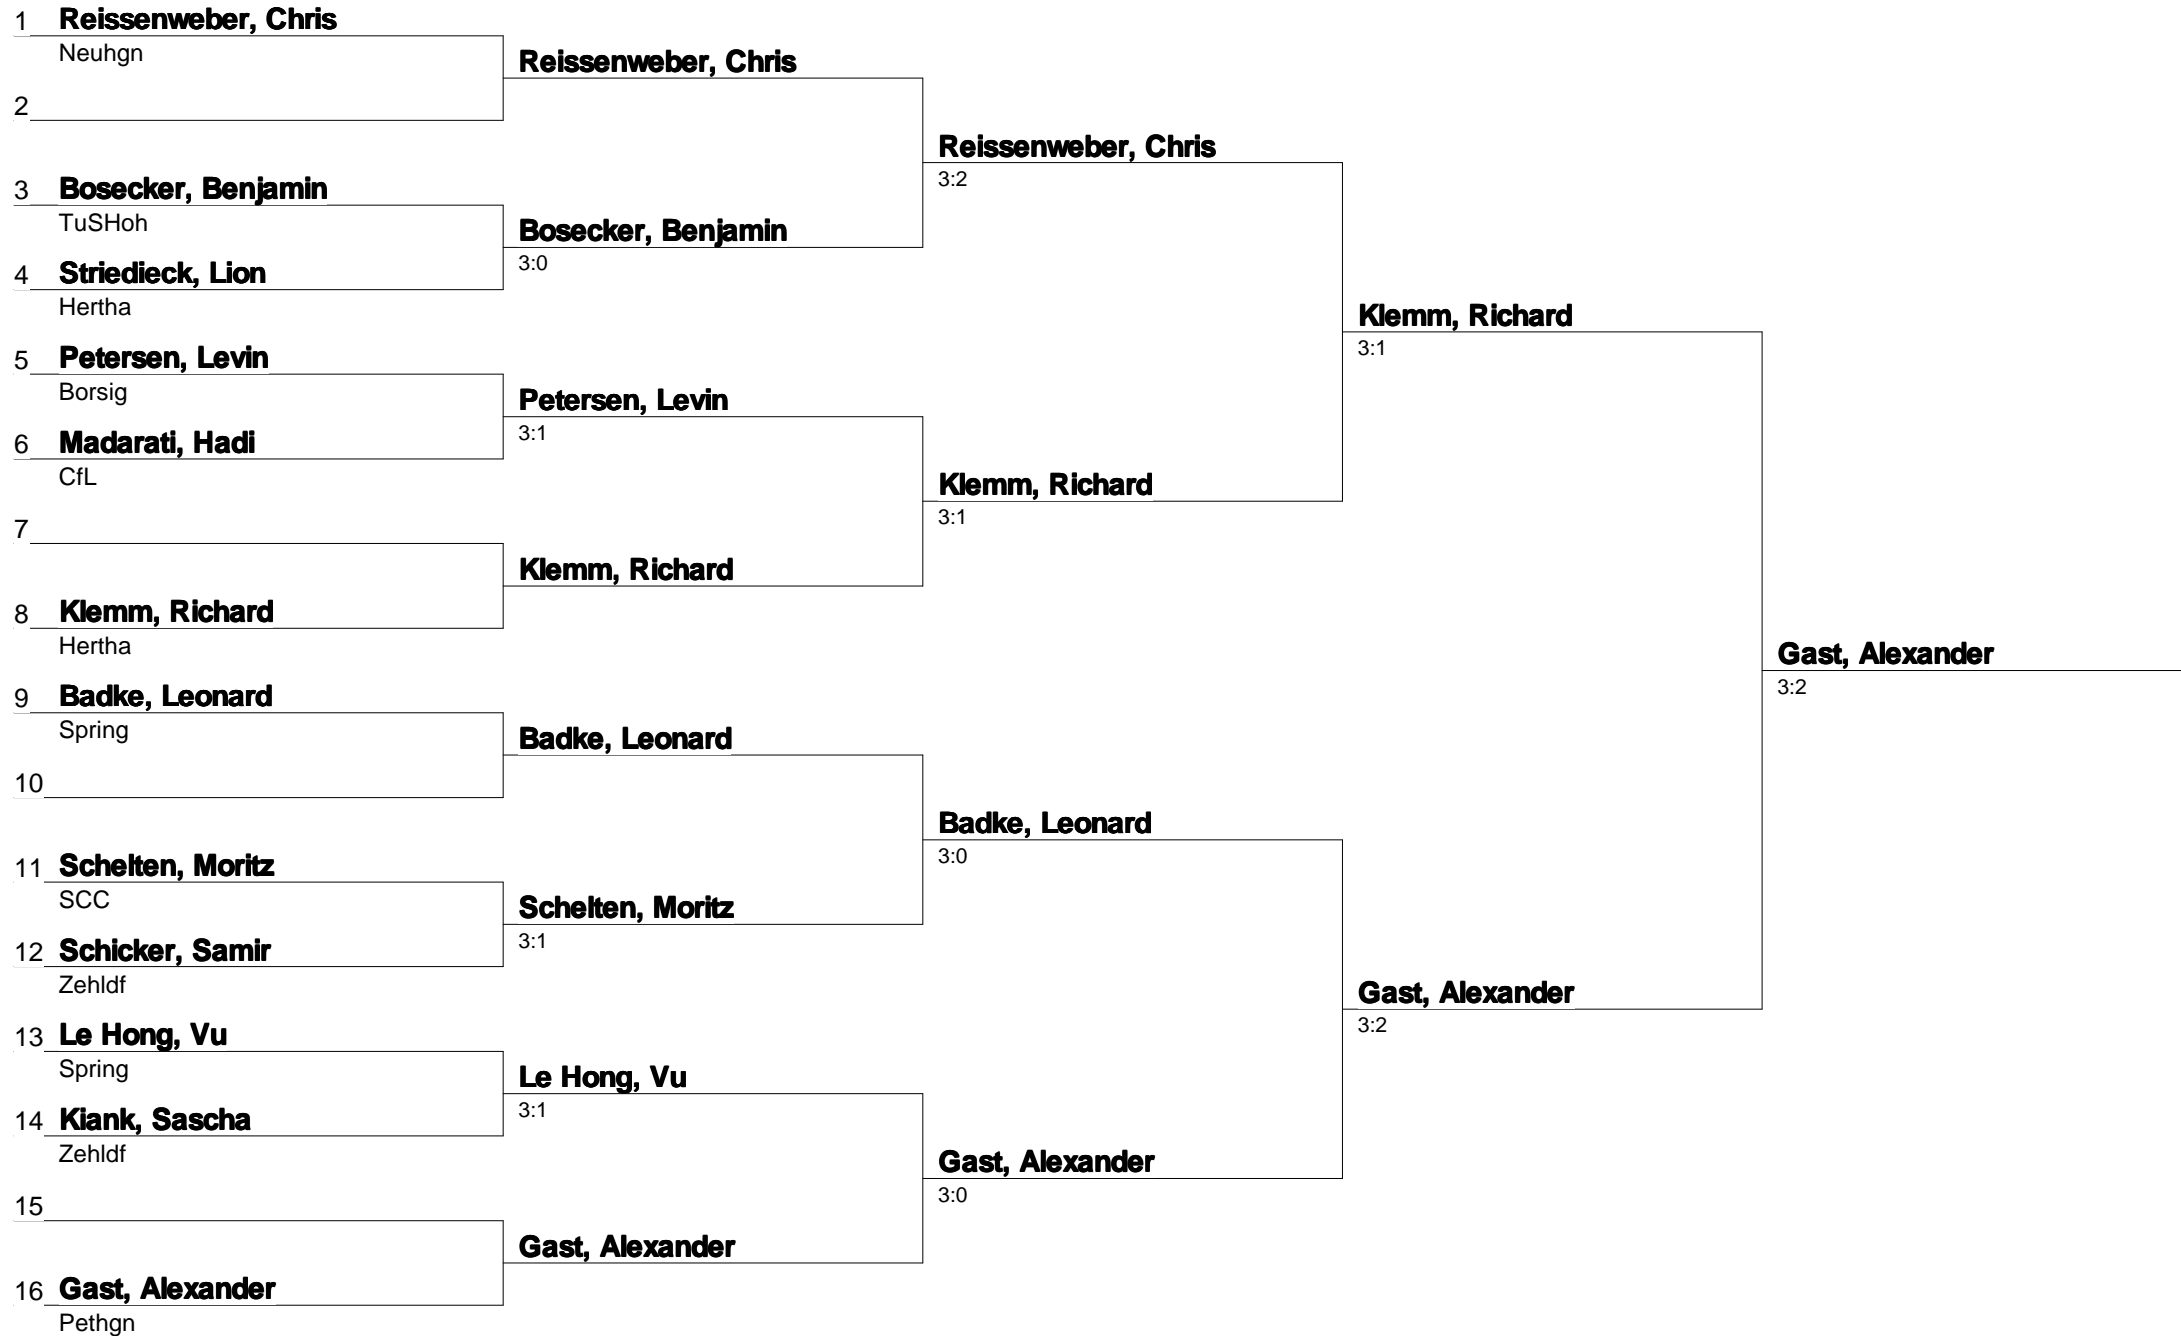 1 Reissenweber, Chris
Neuhgn
Reissenweber, Chris
2
Reissenweber, Chris
3:2
3 Bosecker, Benjamin
TuSHoh
Bosecker, Benjamin
3:0
4 Striedieck, Lion
Hertha
Klemm, Richard
3:1
5 Petersen, Levin
Borsig
Petersen, Levin
3:1
6 Madarati, Hadi
CfL
Klemm, Richard
3:1
7
Klemm, Richard
8 Klemm, Richard
Hertha
Gast, Alexander
3:2
9 Badke, Leonard
Spring
Badke, Leonard
10
Badke, Leonard
3:0
11 Schelten, Moritz
SCC
Schelten, Moritz
3:1
12 Schicker, Samir
Zehldf
Gast, Alexander
3:2
13 Le Hong, Vu
Spring
Le Hong, Vu
3:1
14 Kiank, Sascha
Zehldf
Gast, Alexander
3:0
15
Gast, Alexander
16 Gast, Alexander
Pethgn